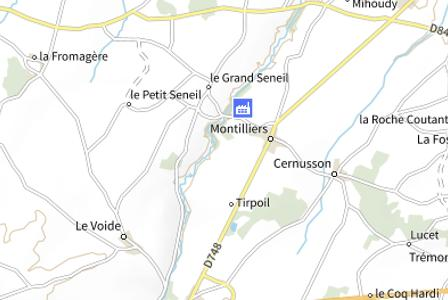 Mihoudy
D84
la Fromagère
le Grand Seneil
le Petit Seneil
la Roche Coutant
Montilliers
La Fos
Cernusson
Tirpoil
Le Voide
Lucet
D748
Trémon
le Coq Hardi